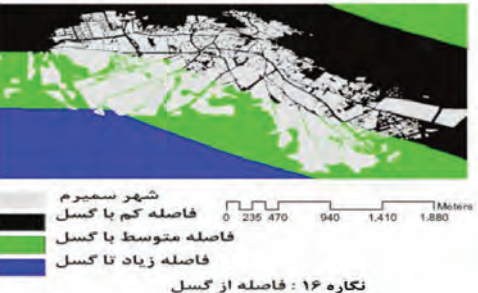 شهر سمیرم
فاصله کم با گسل
Meters
0 235 470 940 1,410 1,880
فاصله متوسط با گسل
فاصله زیاد تا گسل
نگاره ۱۶ : فاصله از گسل